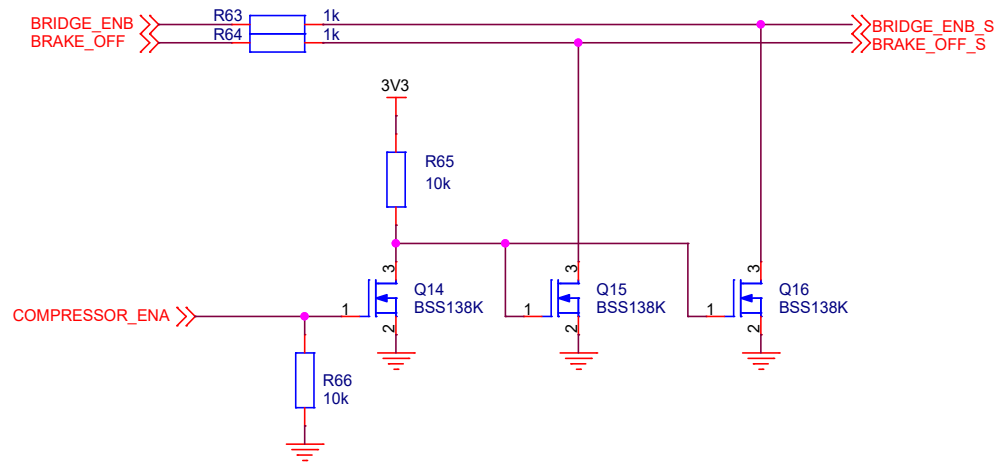 BRIDGE_ENB R63 1k BRIDGE_ENB_S
BRAKE_OFF R64 1k BRAKE_OFF_S
3V3
R65
10k
3 3 3
Q14 Q15 Q16
BSS138K BSS138K BSS138K
COMPRESSOR_ENA 1 1 1
2 2 2
R66
10k